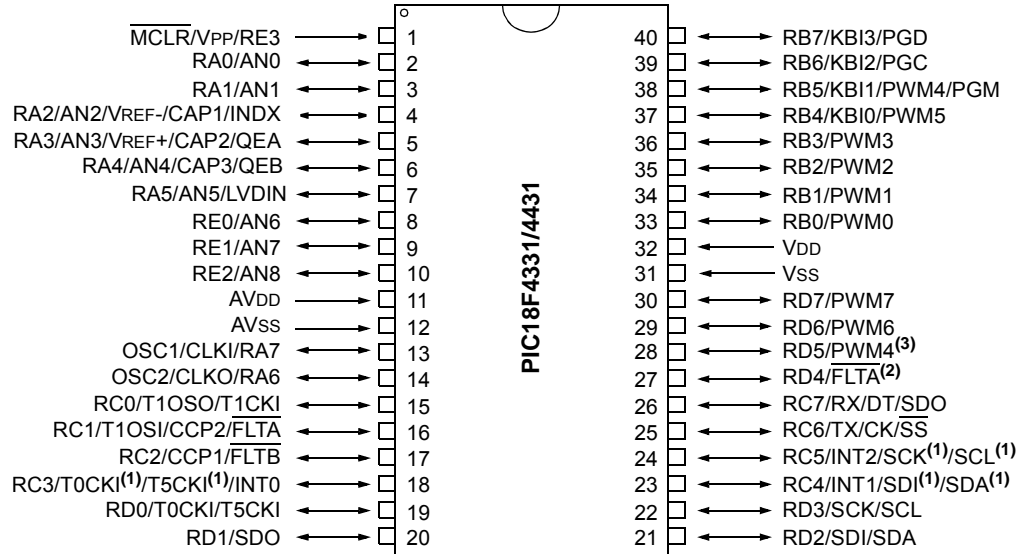 MCLR/VPP/RE3 1
RA0/AN0 2
RA1/AN1 3
RA2/AN2/VREF-/CAP1/INDX 4
RA3/AN3/VREF+/CAP2/QEA 5
RA4/AN4/CAP3/QEB 6
RA5/AN5/LVDIN 7
RE0/AN6 8
RE1/AN7 9
RE2/AN8 10
AVDD 11
AVSS 12
OSC1/CLKI/RA7 13
OSC2/CLKO/RA6 14
RC0/T1OSO/T1CKI 15
RC1/T1OSI/CCP2/FLTA 16
RC2/CCP1/FLTB 17
RC3/T0CKI(1)/T5CKI(1)/INT0 18
RD0/T0CKI/T5CKI 19
RD1/SDO 20
PIC18F4331/4431
40 RB7/KBI3/PGD
39 RB6/KBI2/PGC
38 RB5/KBI1/PWM4/PGM
37 RB4/KBI0/PWM5
36 RB3/PWM3
35 RB2/PWM2
34 RB1/PWM1
33 RB0/PWM0
32 VDD
31 VSS
30 RD7/PWM7
29 RD6/PWM6
28 RD5/PWM4(3)
27 RD4/FLTA(2)
26 RC7/RX/DT/SDO
25 RC6/TX/CK/SS
24 RC5/INT2/SCK(1)/SCL(1)
23 RC4/INT1/SDI(1)/SDA(1)
22 RD3/SCK/SCL
21 RD2/SDI/SDA